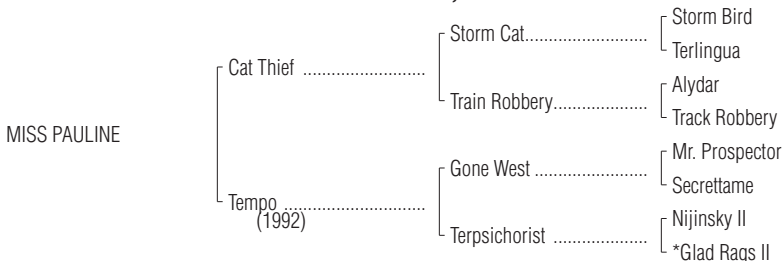 Storm Bird
Storm Cat..............................
Terlingua
Cat Thief ..........................
Alydar
Train Robbery....................
Track Robbery
MISS PAULINE
Mr. Prospector
Gone West ........................
Secrettame
Tempo ..............................
(1992)
Nijinsky II
Terpsichorist ....................
*Glad Rags II